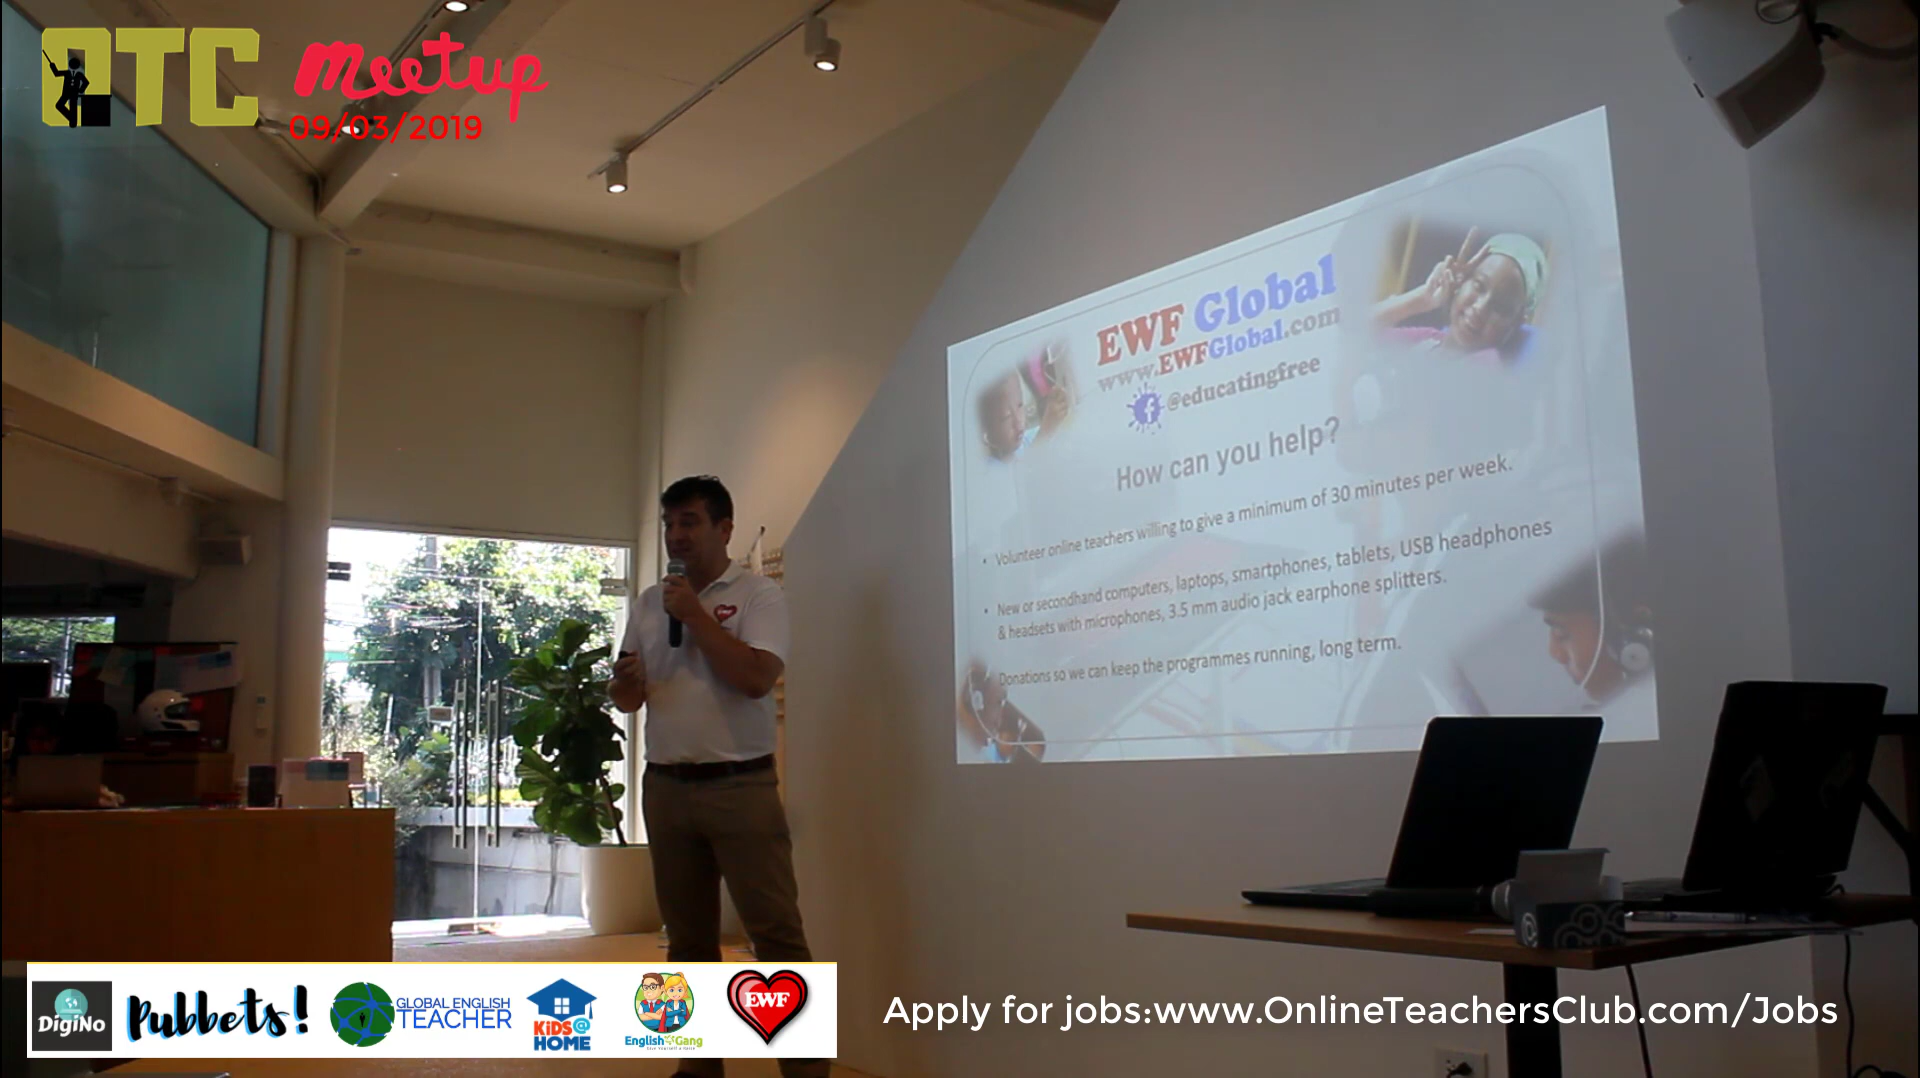 OTC
meetup
09/03/2019
EWF Global
www.EWFGlobal.com
@educatingfree
How can you help?
• Volunteer online teachers willing to give a minimum of 30 minutes per week.
• New or secondhand computers, laptops, smartphones, tablets, USB headphones
& headsets with microphones, 3.5 mm audio jack earphone splitters.
Donations so we can keep the programmes running, long term.
DigiNo
Pubbets!
GLOBAL ENGLISH
TEACHER
KiDS@
HOME
English Gang
EWF
Apply for jobs:www.OnlineTeachersClub.com/Jobs